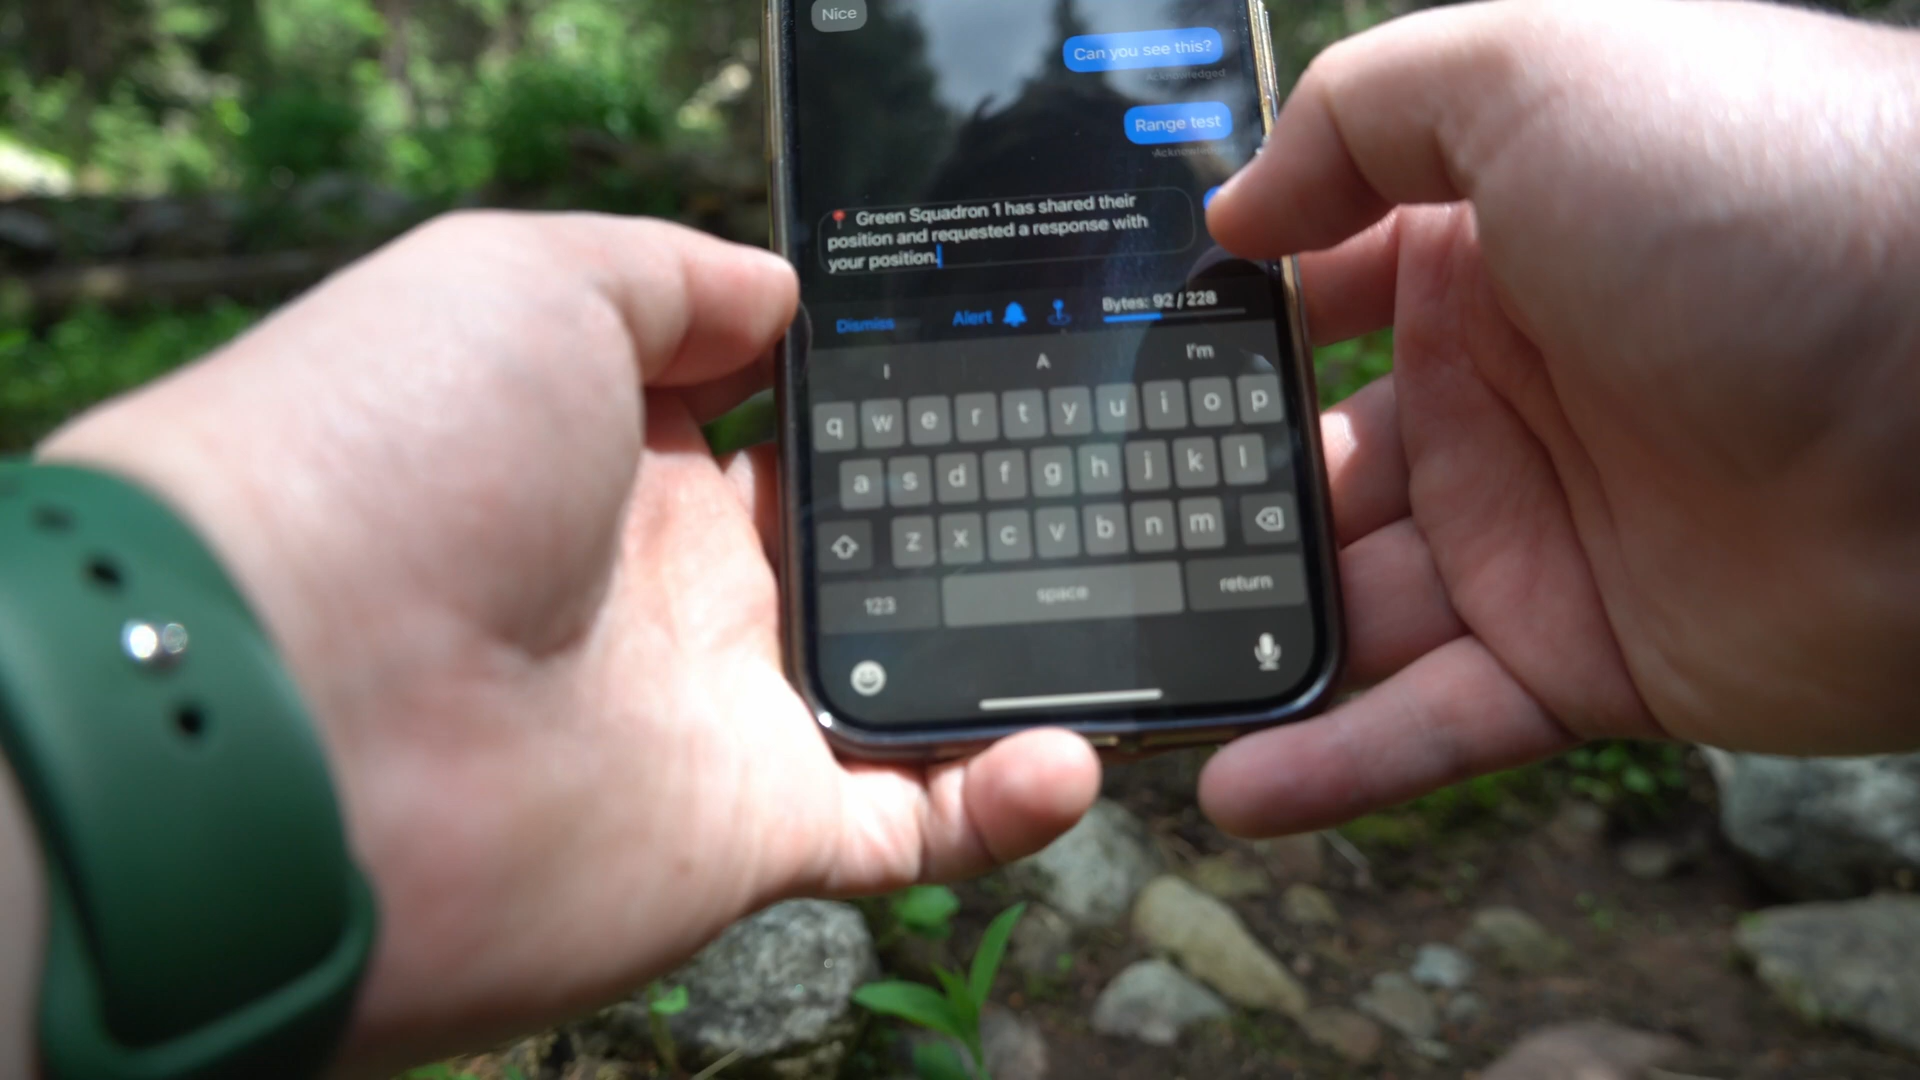 Nice
Can you see this?
Acknowledged
Range test
Acknowledged
📍 Green Squadron 1 has shared their
position and requested a response with
your position.
Dismiss Alert Bytes: 92 / 228
I A I'm
q w e r t y u i o p
a s d f g h j k l
z x c v b n m
123 space return